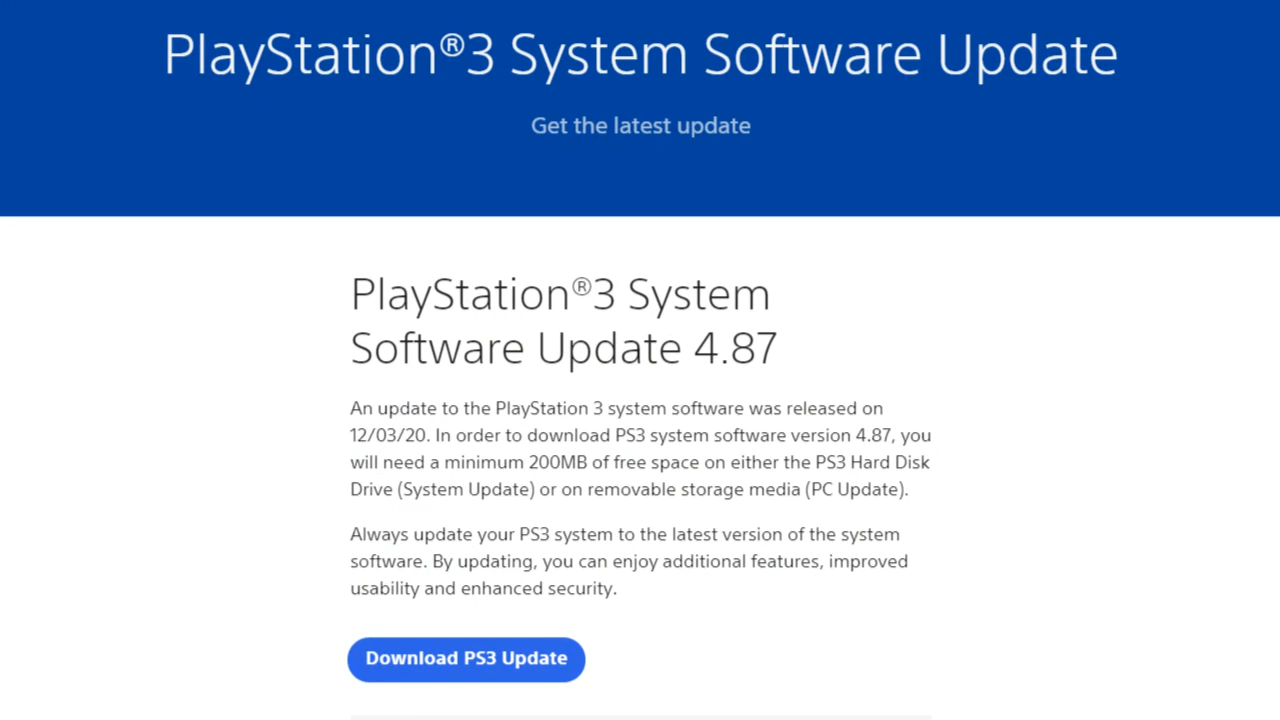 PlayStation®3 System Software Update
Get the latest update
PlayStation®3 System
Software Update 4.87
An update to the PlayStation 3 system software was released on
12/03/20. In order to download PS3 system software version 4.87, you
will need a minimum 200MB of free space on either the PS3 Hard Disk
Drive (System Update) or on removable storage media (PC Update).
Always update your PS3 system to the latest version of the system
software. By updating, you can enjoy additional features, improved
usability and enhanced security.
Download PS3 Update